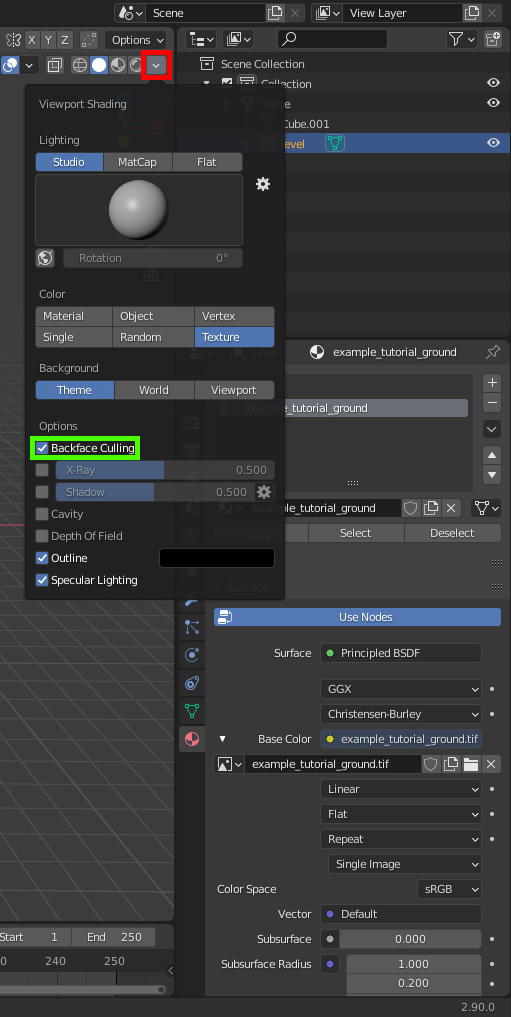 Scene
View Layer
X Y Z
Options
Scene Collection
Collection
Cube.001
evel
Viewport Shading
Lighting
Studio MatCap Flat
Rotation 0°
Color
Material Object Vertex
Single Random Texture
Background
Theme World Viewport
Options
Backface Culling
X-Ray 0.500
Shadow 0.500
Cavity
Depth Of Field
Outline
Specular Lighting
example_tutorial_ground
example_tutorial_ground
example_tutorial_ground
Assign Select Deselect
Surface
Use Nodes
Surface Principled BSDF
GGX
Christensen-Burley
Base Color example_tutorial_ground.tif
example_tutorial_ground.tif
Linear
Flat
Repeat
Single Image
Color Space sRGB
Vector Default
Subsurface 0.000
Subsurface Radius 1.000
0.200
Start 1 End 250
0 240 250
2.90.0